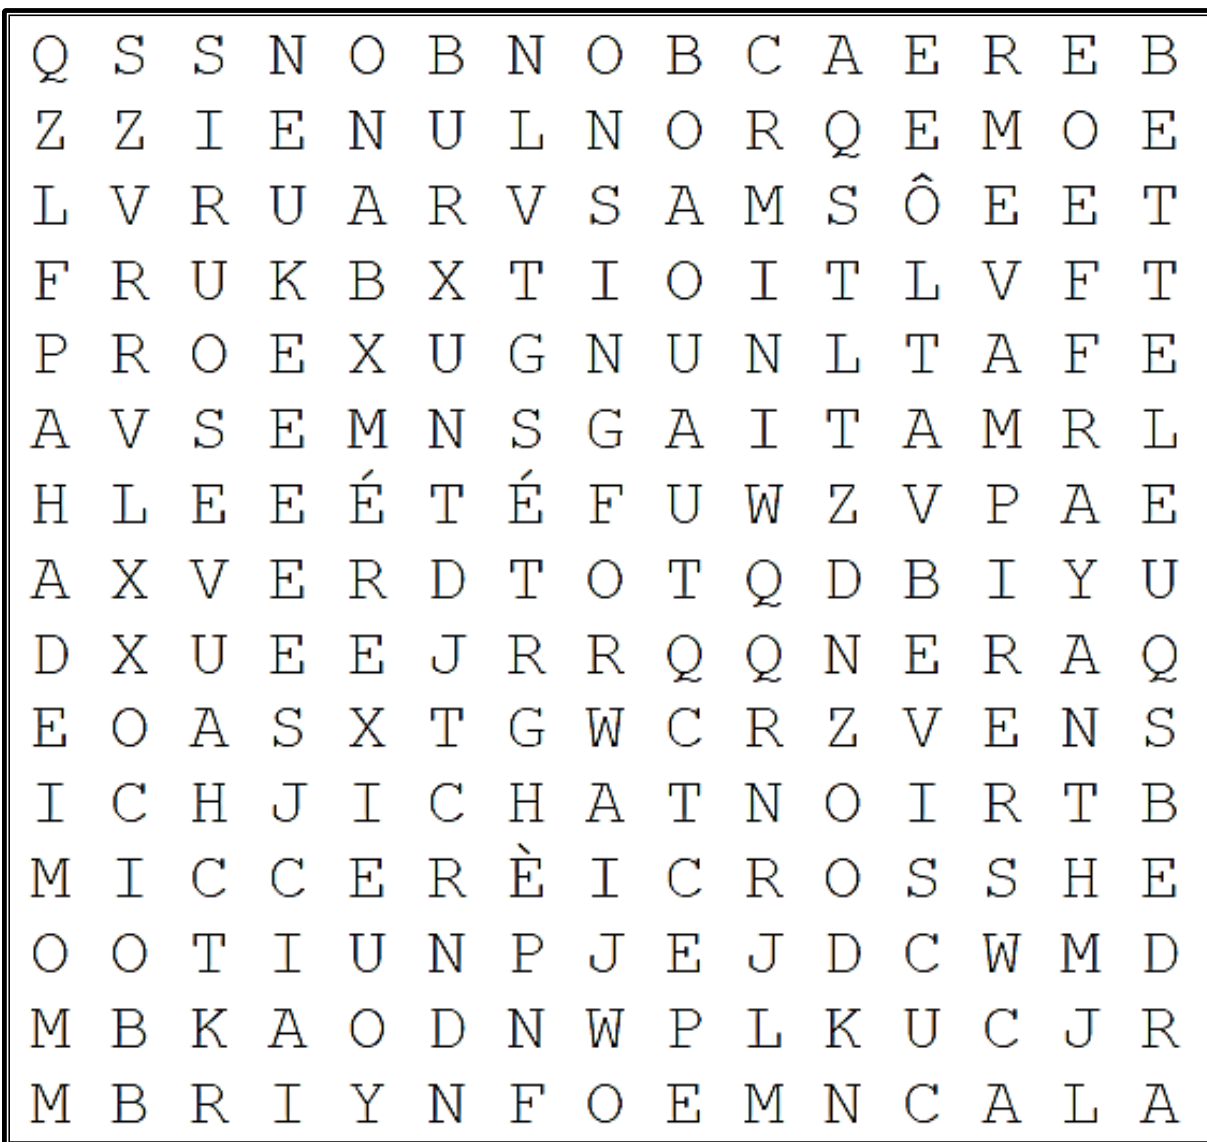 Q S S N O B N O B C A E R E B
Z Z I E N U L N O R Q E M O E
L V R U A R V S A M S Ô E E T
F R U K B X T I O I T L V F T
P R O E X U G N U N L T A F E
A V S E M N S G A I T A M R L
H L E E É T É F U W Z V P A E
A X V E R D T O T Q D B I Y U
D X U E E J R R Q Q N E R A Q
E O A S X T G W C R Z V E N S
I C H J I C H A T N O I R T B
M I C C E R È I C R O S S H E
O O T I U N P J E J D C W M D
M B K A O D N W P L K U C J R
M B R I Y N F O E M N C A L A